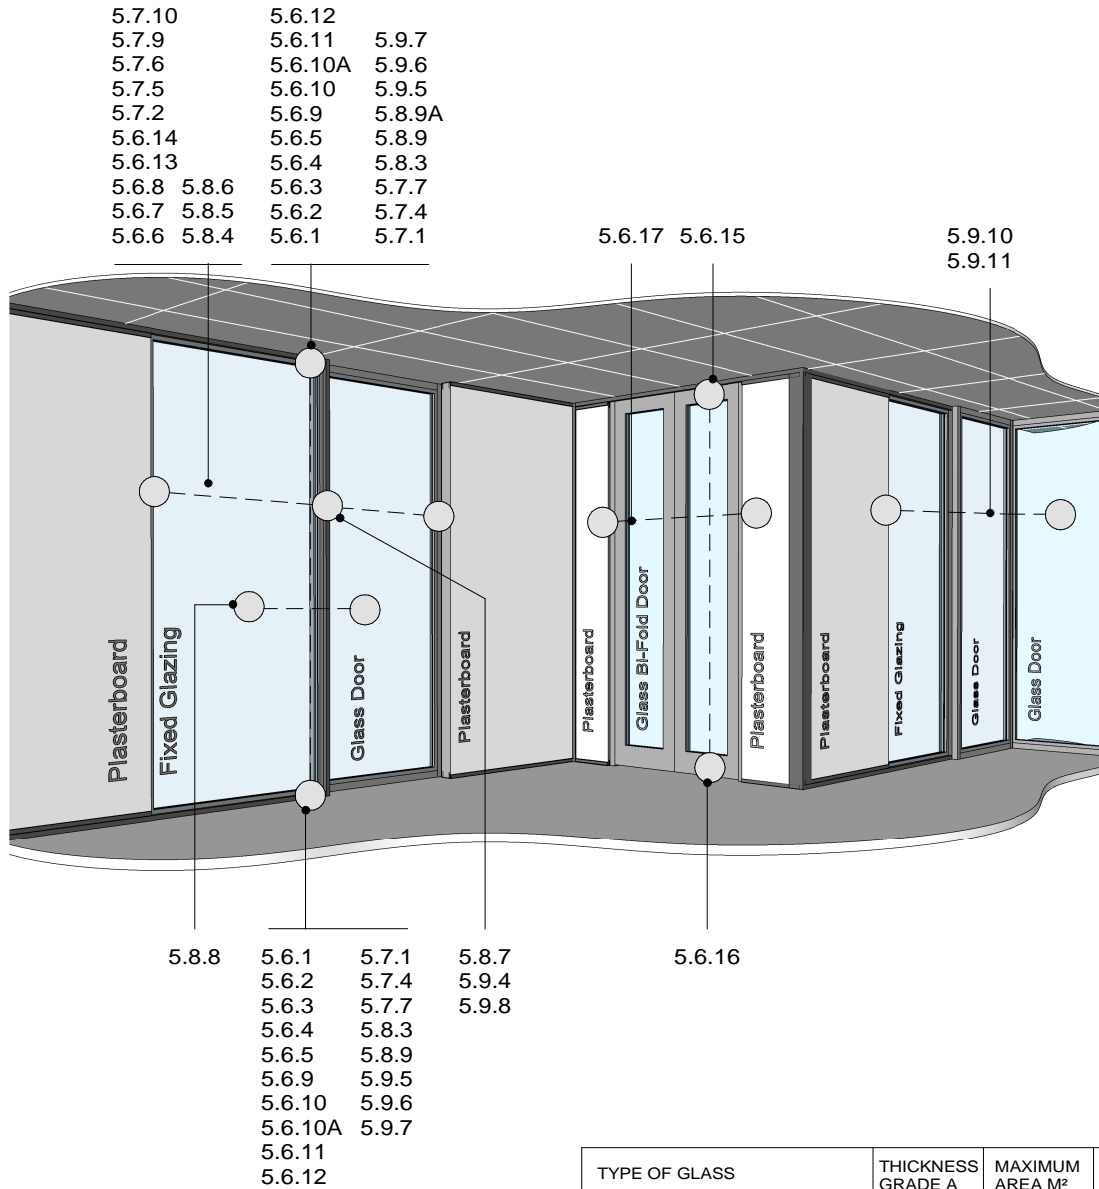 5.7.10
5.7.9
5.7.6
5.7.5
5.7.2
5.6.14
5.6.13
5.6.8 5.8.6
5.6.7 5.8.5
5.6.6 5.8.4
5.6.12
5.6.11 5.9.7
5.6.10A 5.9.6
5.6.10 5.9.5
5.6.9 5.8.9A
5.6.5 5.8.9
5.6.4 5.8.3
5.6.3 5.7.7
5.6.2 5.7.4
5.6.1 5.7.1
5.6.17 5.6.15
5.9.10
5.9.11
Plasterboard
Fixed Glazing
Glass Door
Plasterboard
Plasterboard
Glass Bi-Fold Door
Plasterboard
Plasterboard
Fixed Glazing
Glass Door
Glass Door
5.8.8
5.6.1 5.7.1
5.6.2 5.7.4
5.6.3 5.7.7
5.6.4 5.8.3
5.6.5 5.8.9
5.6.9 5.9.5
5.6.10 5.9.6
5.6.10A 5.9.7
5.6.11
5.6.12
5.8.7
5.9.4
5.9.8
5.6.16
TYPE OF GLASS
THICKNESS
GRADE A
MAXIMUM
AREA M²